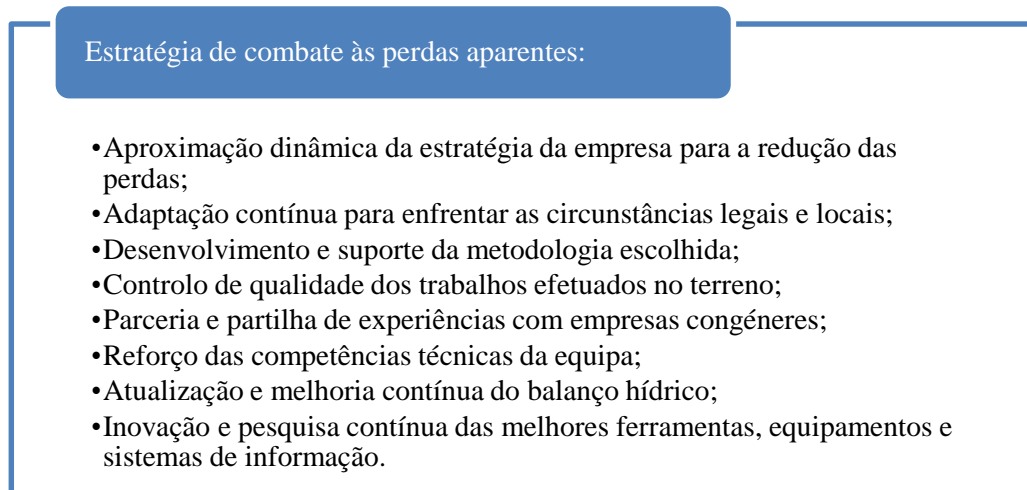 Estratégia de combate às perdas aparentes:
•Aproximação dinâmica da estratégia da empresa para a redução das
perdas;
•Adaptação contínua para enfrentar as circunstâncias legais e locais;
•Desenvolvimento e suporte da metodologia escolhida;
•Controlo de qualidade dos trabalhos efetuados no terreno;
•Parceria e partilha de experiências com empresas congéneres;
•Reforço das competências técnicas da equipa;
•Atualização e melhoria contínua do balanço hídrico;
•Inovação e pesquisa contínua das melhores ferramentas, equipamentos e
sistemas de informação.